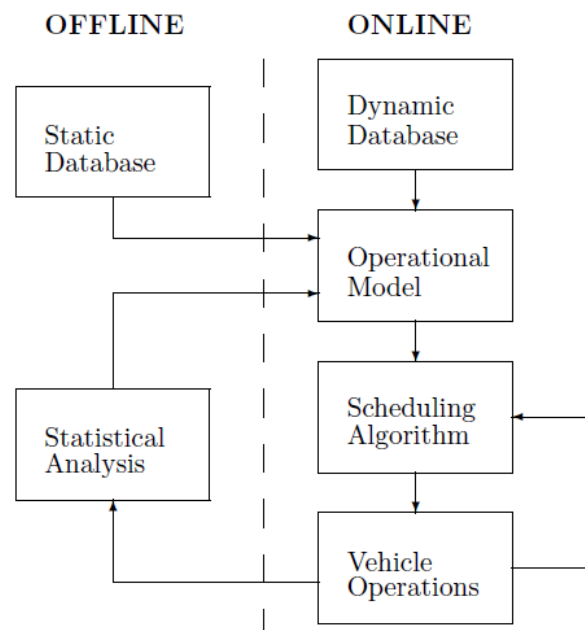 OFFLINE
ONLINE
Static
Database
Dynamic
Database
Operational
Model
Statistical
Analysis
Scheduling
Algorithm
Vehicle
Operations